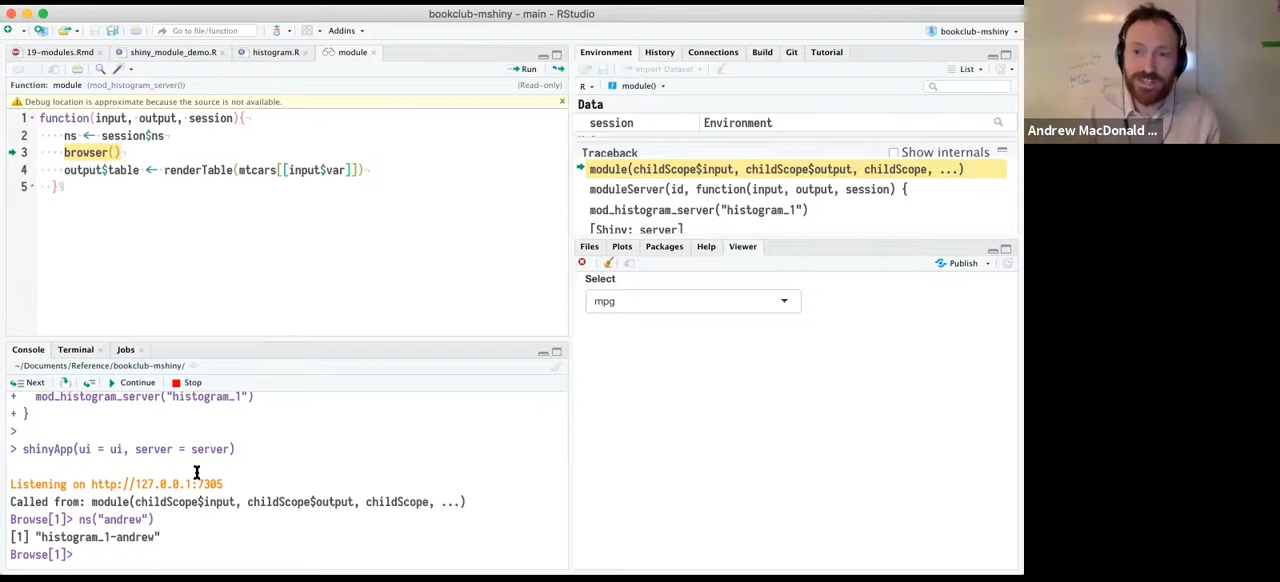 bookclub-mshiny - main - RStudio
Go to file/function
Addins
bookclub-mshiny
19-modules.Rmd
shiny_module_demo.R
histogram.R
module
Run
Function: module (mod_histogram_server())
(Read-only)
Debug location is approximate because the source is not available.
1 function(input, output, session){
2 ns ← session$ns
3 browser()
4 output$table ← renderTable(mtcars[[input$var]])
5 }
Console Terminal Jobs
~/Documents/Reference/bookclub-mshiny/
Next Continue Stop
+ mod_histogram_server("histogram_1")
+ }
>
> shinyApp(ui = ui, server = server)
Listening on http://127.0.0.1:7305
Called from: module(childScope$input, childScope$output, childScope, ...)
Browse[1]> ns("andrew")
[1] "histogram_1-andrew"
Browse[1]>
Environment History Connections Build Git Tutorial
Import Dataset
List
R module()
Data
session Environment
Traceback
Show internals
module(childScope$input, childScope$output, childScope, ...)
moduleServer(id, function(input, output, session) {
mod_histogram_server("histogram_1")
[Shiny: server]
Files Plots Packages Help Viewer
Publish
Select
mpg
Andrew MacDonald ...